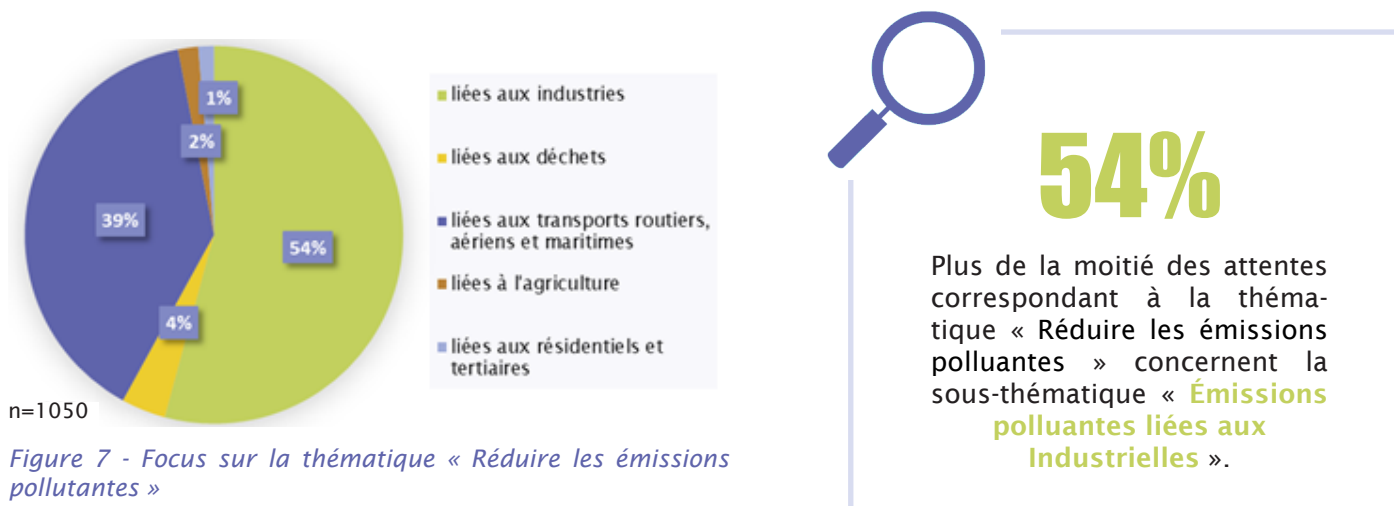 1%
2%
39%
54%
4%
n=1050
liées aux industries
liées aux déchets
liées aux transports routiers,
aériens et maritimes
liées à l'agriculture
liées aux résidentiels et
tertiaires
Figure 7 - Focus sur la thématique « Réduire les émissions
pollutantes »
54%
Plus de la moitié des attentes
correspondant à la théma-
tique « Réduire les émissions
polluantes » concernent la
sous-thématique « Émissions
polluantes liées aux
Industrielles ».